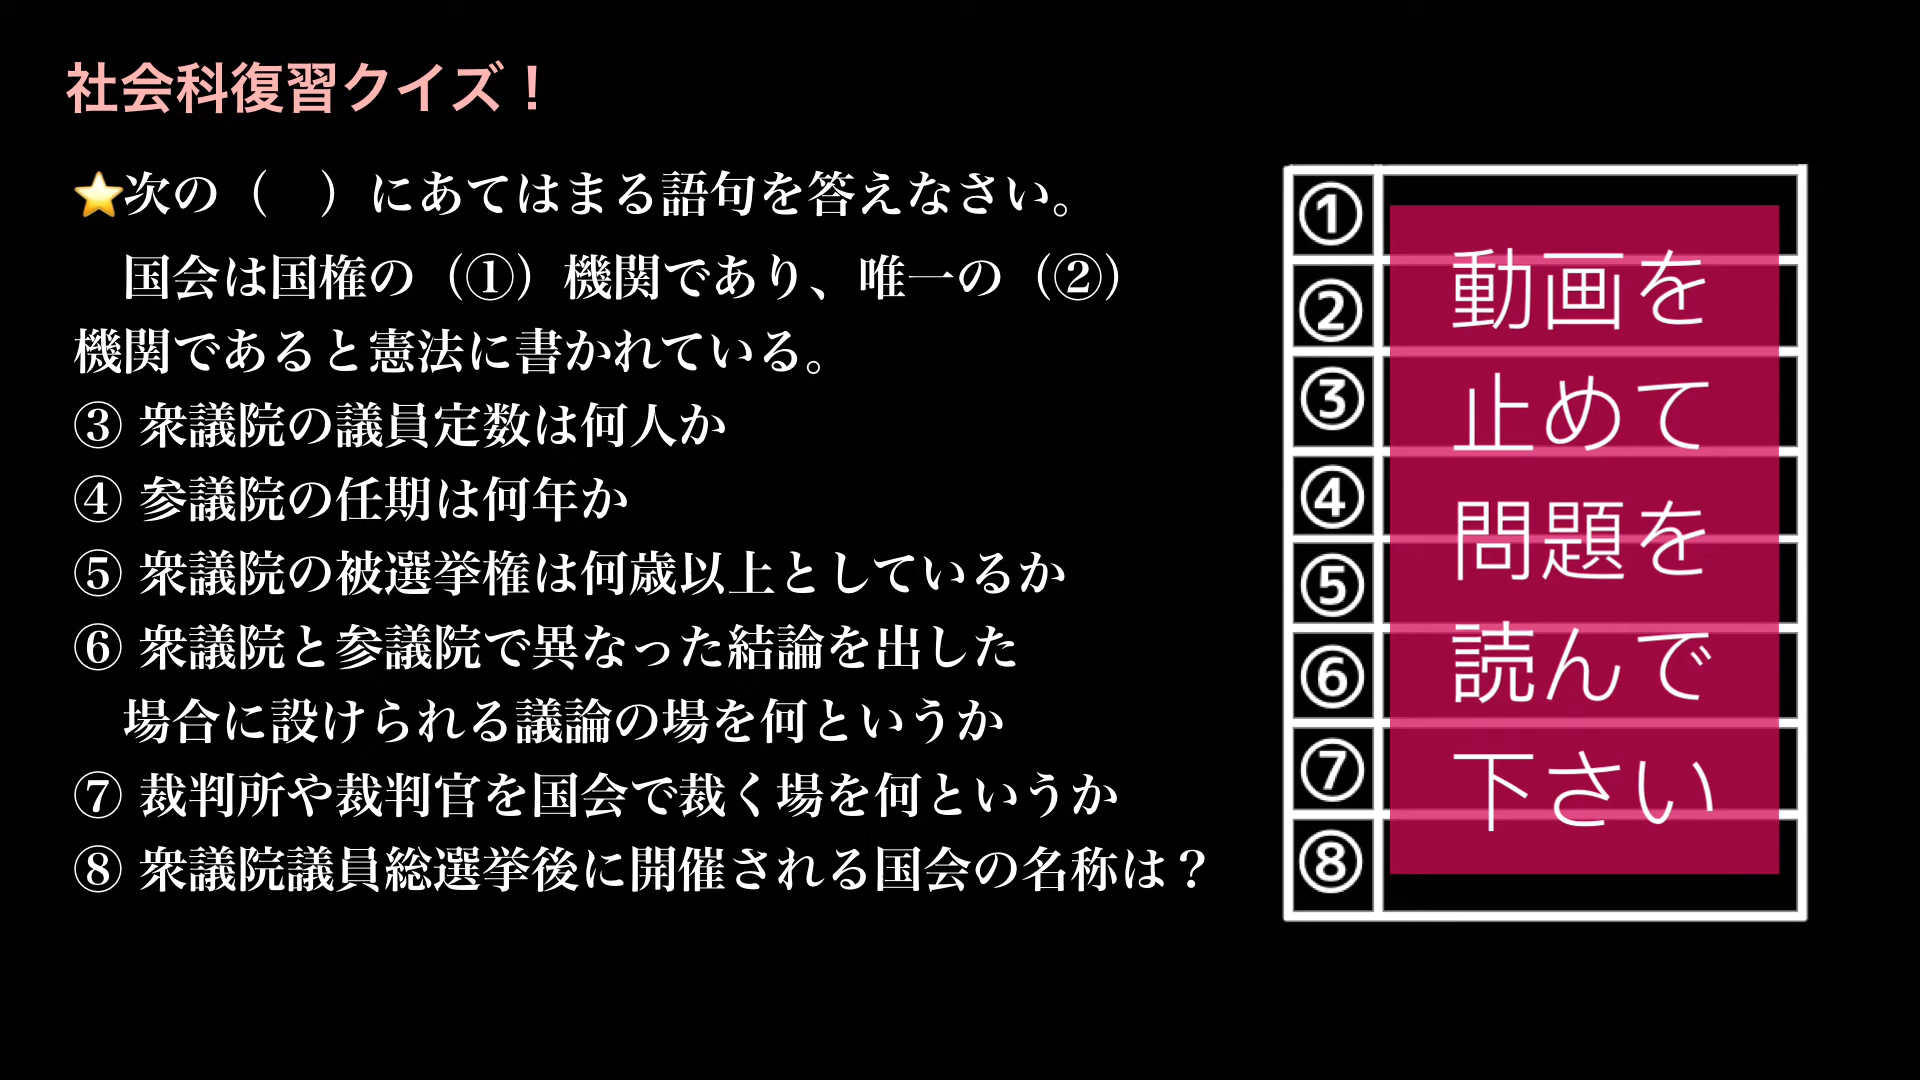 社会科復習クイズ！
⭐次の（　）にあてはまる語句を答えなさい。
国会は国権の（①）機関であり、唯一の（②）
機関であると憲法に書かれている。
③ 衆議院の議員定数は何人か
④ 参議院の任期は何年か
⑤ 衆議院の被選挙権は何歳以上としているか
⑥ 衆議院と参議院で異なった結論を出した
場合に設けられる議論の場を何というか
⑦ 裁判所や裁判官を国会で裁く場を何というか
⑧ 衆議院議員総選挙後に開催される国会の名称は？
①
②
③
④
⑤
⑥
⑦
⑧
動画を
止めて
問題を
読んで
下さい